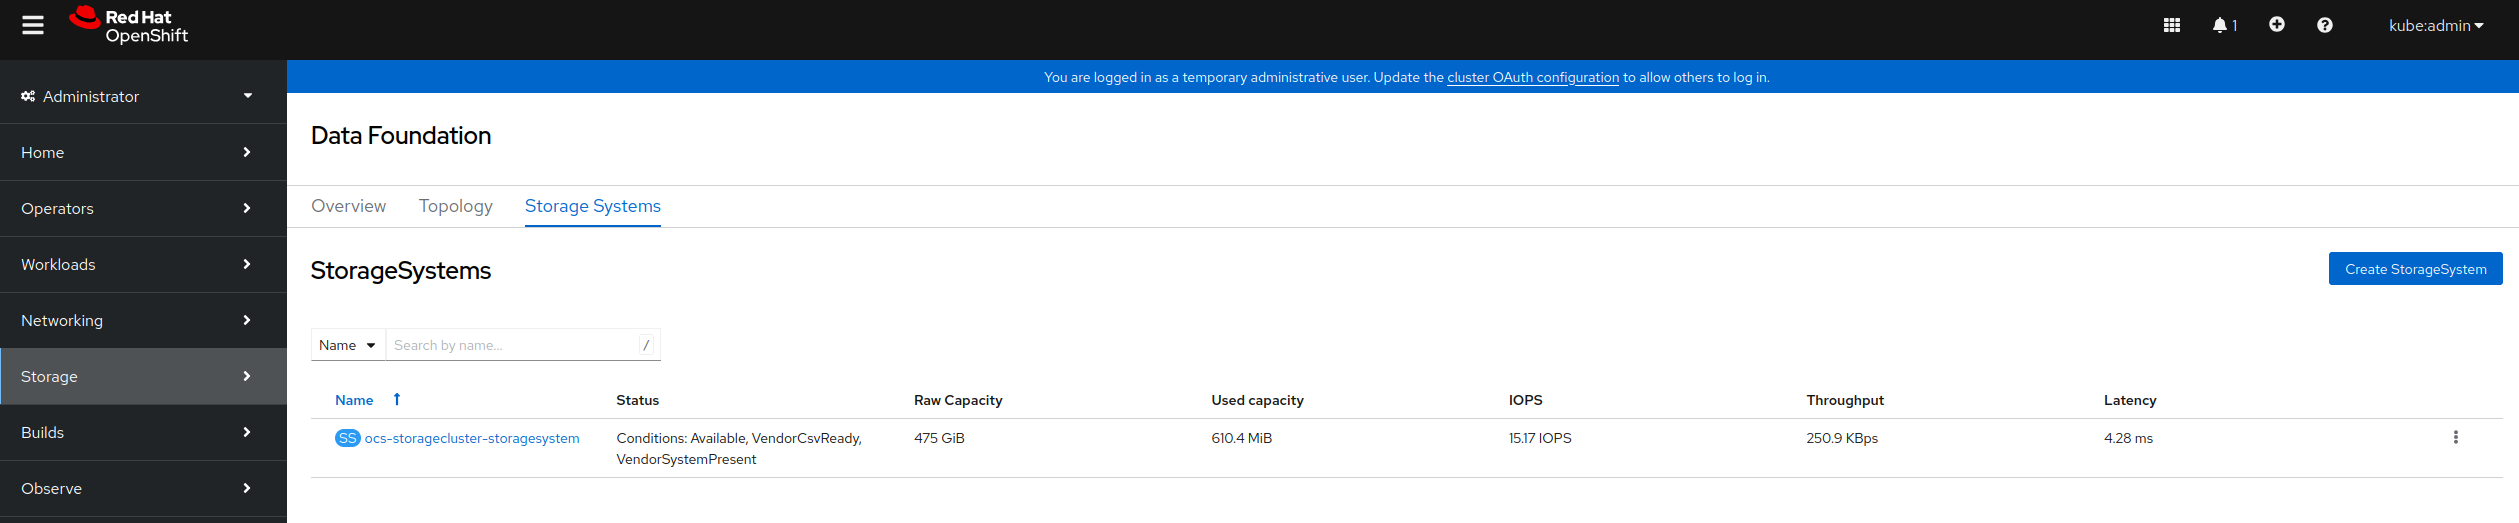 Red Hat
OpenShift
1
kube:admin
You are logged in as a temporary administrative user. Update the cluster OAuth configuration to allow others to log in.
Administrator
Home
Operators
Workloads
Networking
Storage
Builds
Observe
Data Foundation
Overview Topology Storage Systems
StorageSystems
Create StorageSystem
Name Search by name... /
Name Status Raw Capacity Used capacity IOPS Throughput Latency
SS ocs-storagecluster-storagesystem Conditions: Available, VendorCsvReady, 475 GiB 610.4 MiB 15.17 IOPS 250.9 KBps 4.28 ms
VendorSystemPresent